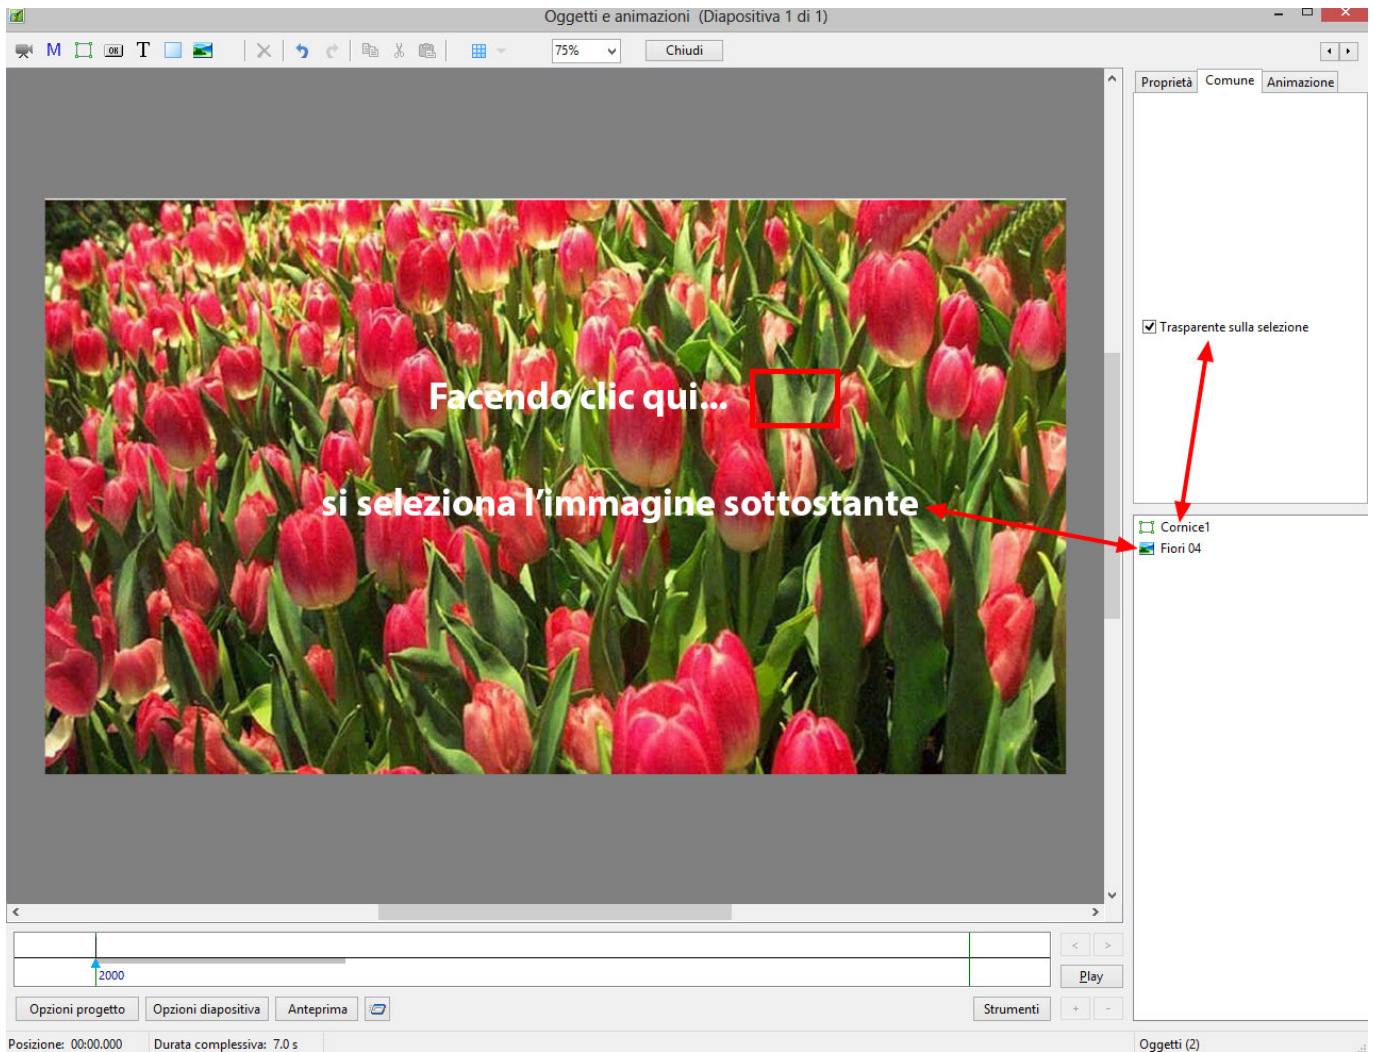 Oggetti e animazioni (Diapositiva 1 di 1)
M OK T 75% Chiudi
Proprietà Comune Animazione
Trasparente sulla selezione
Facendo clic qui...
si seleziona l'immagine sottostante
Cornice1
Fiori 04
2000
Play
Opzioni progetto Opzioni diapositiva Anteprima Strumenti
Posizione: 00:00.000 Durata complessiva: 7.0 s Oggetti (2)